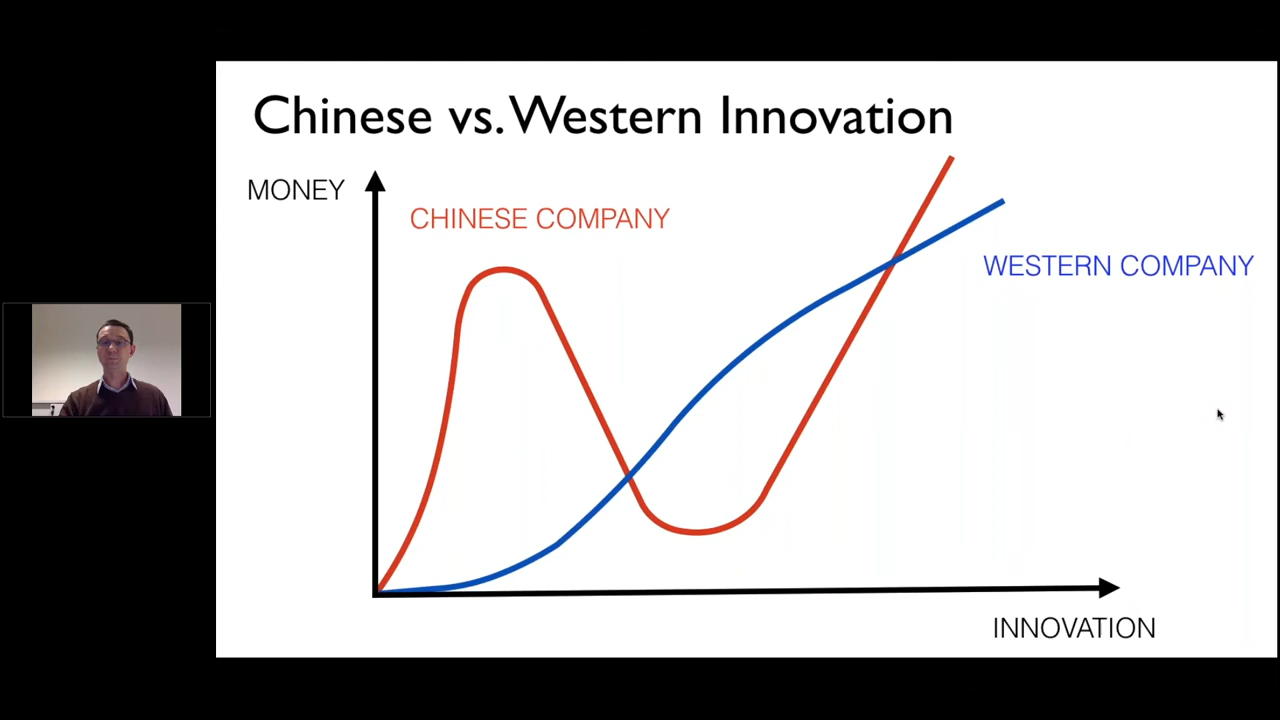 Chinese vs. Western Innovation
MONEY
CHINESE COMPANY
WESTERN COMPANY
INNOVATION